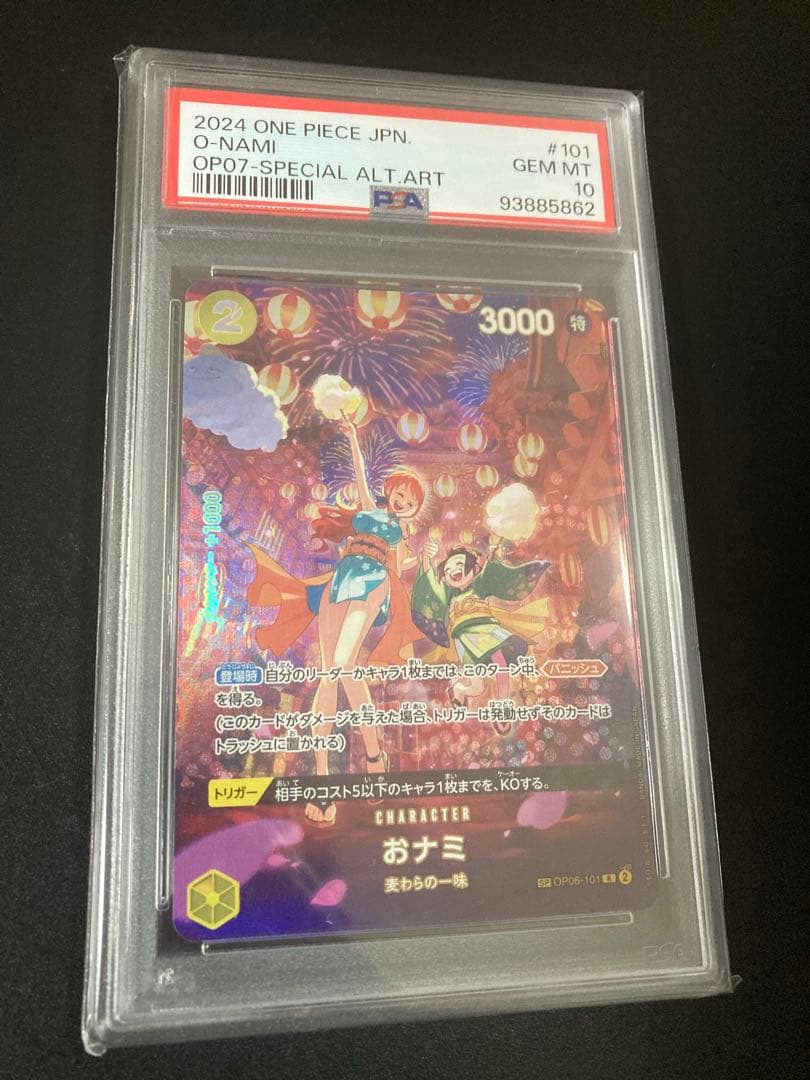 2024 ONE PIECE JPN.
#101
O-NAMI
GEM MT
OP07-SPECIAL ALT.ART
10
PSA
93885862
2
3000 特
+1000
登場時 自分のリーダーかキャラ1枚までは、このターン中、バニッシュ
を得る。
(このカードがダメージを与えた場合、トリガーは発動せずそのカードは
トラッシュに置かれる)
トリガー 相手のコスト5以下のキャラ1枚までを、KOする。
CHARACTER
おナミ
麦わらの一味
SP OP06-101 R 2
PSA